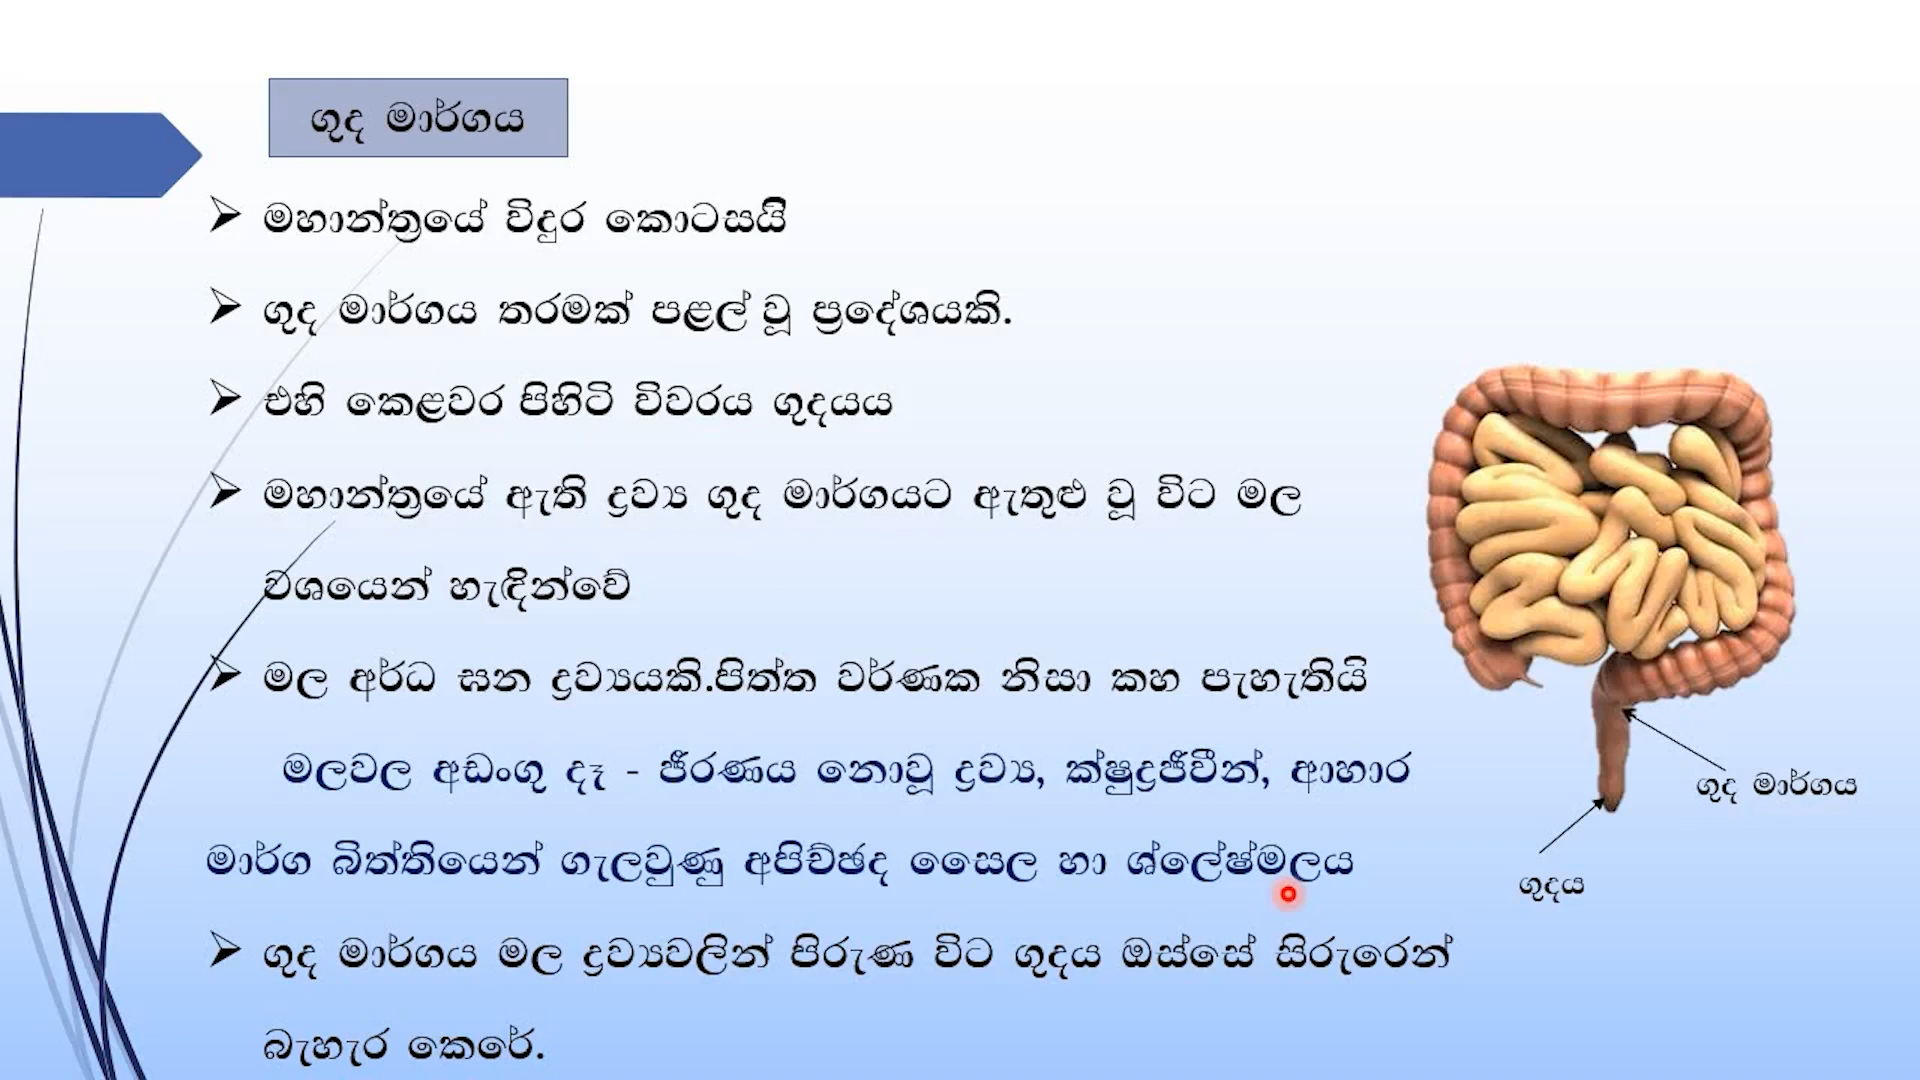 ගුද මාර්ගය
මහාන්ත්‍රයේ විදුර කොටසයි
ගුද මාර්ගය තරමක් පළල් වූ ප්‍රදේශයකි.
එහි කෙළවර පිහිටි විවරය ගුදයය
මහාන්ත්‍රයේ ඇති ද්‍රව්‍ය ගුද මාර්ගයට ඇතුළු වූ විට මල
වශයෙන් හැඳින්වේ
මල අර්ධ ඝන ද්‍රව්‍යයකි.පිත්ත වර්ණක නිසා කහ පැහැතියි
මලවල අඩංගු දෑ - ජීරණය නොවූ ද්‍රව්‍ය, ක්ෂුද්‍රජීවීන්, ආහාර
මාර්ග බිත්තියෙන් ගැලවුණු අපිච්ඡද සෛල හා ශ්ලේෂ්මලය
ගුද මාර්ගය මල ද්‍රව්‍යවලින් පිරුණ විට ගුදය ඔස්සේ සිරුරෙන්
බැහැර කෙරේ.
ගුද මාර්ගය
ගුදය